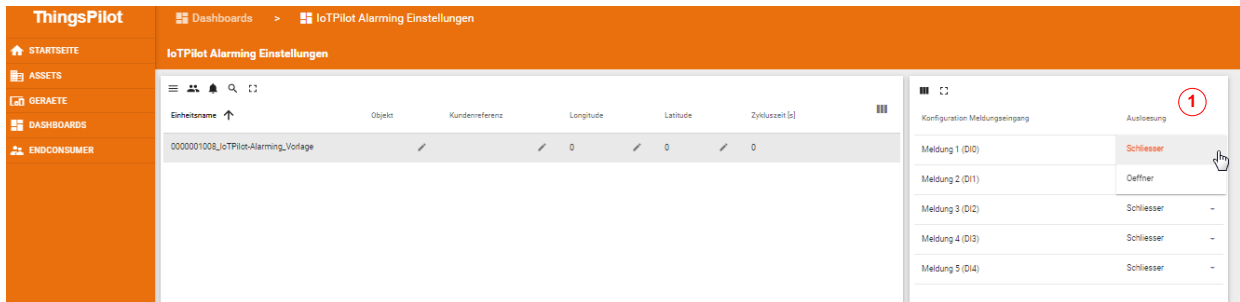 ThingsPilot
Dashboards > IoTPilot Alarming Einstellungen
STARTSEITE
IoTPilot Alarming Einstellungen
ASSETS
GERAETE
DASHBOARDS
ENDCONSUMER
Einheitsname Objekt Kundenreferenz Longitude Latitude Zykluszeit [s]
0000001008_IoTPilot-Alarming_Vorlage 0 0 0
1
Konfiguration Meldungseingang Ausloesung
Meldung 1 (DI0) Schliesser
Meldung 2 (DI1) Oeffner
Meldung 3 (DI2) Schliesser
Meldung 4 (DI3) Schliesser
Meldung 5 (DI4) Schliesser